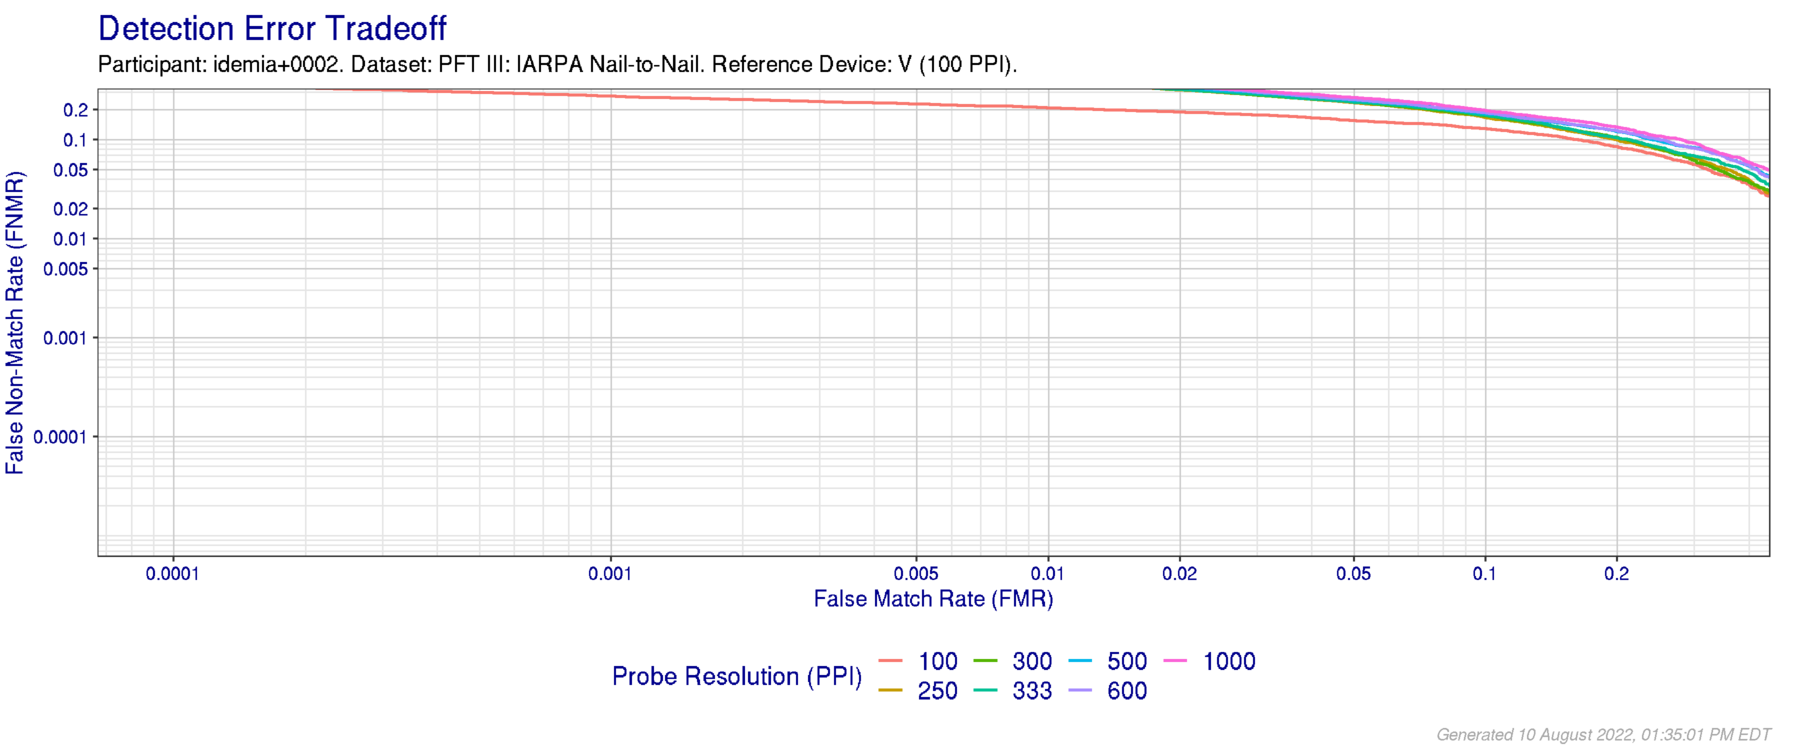 Detection Error Tradeoff
Participant: idemia+0002. Dataset: PFT III: IARPA Nail-to-Nail. Reference Device: V (100 PPI).
False Non-Match Rate (FNMR)
0.2
0.1
0.05
0.02
0.01
0.005
0.001
0.0001
0.0001 0.001 0.005 0.01 0.02 0.05 0.1 0.2
False Match Rate (FMR)
Probe Resolution (PPI)
100 300 500 1000
250 333 600
Generated 10 August 2022, 01:35:01 PM EDT